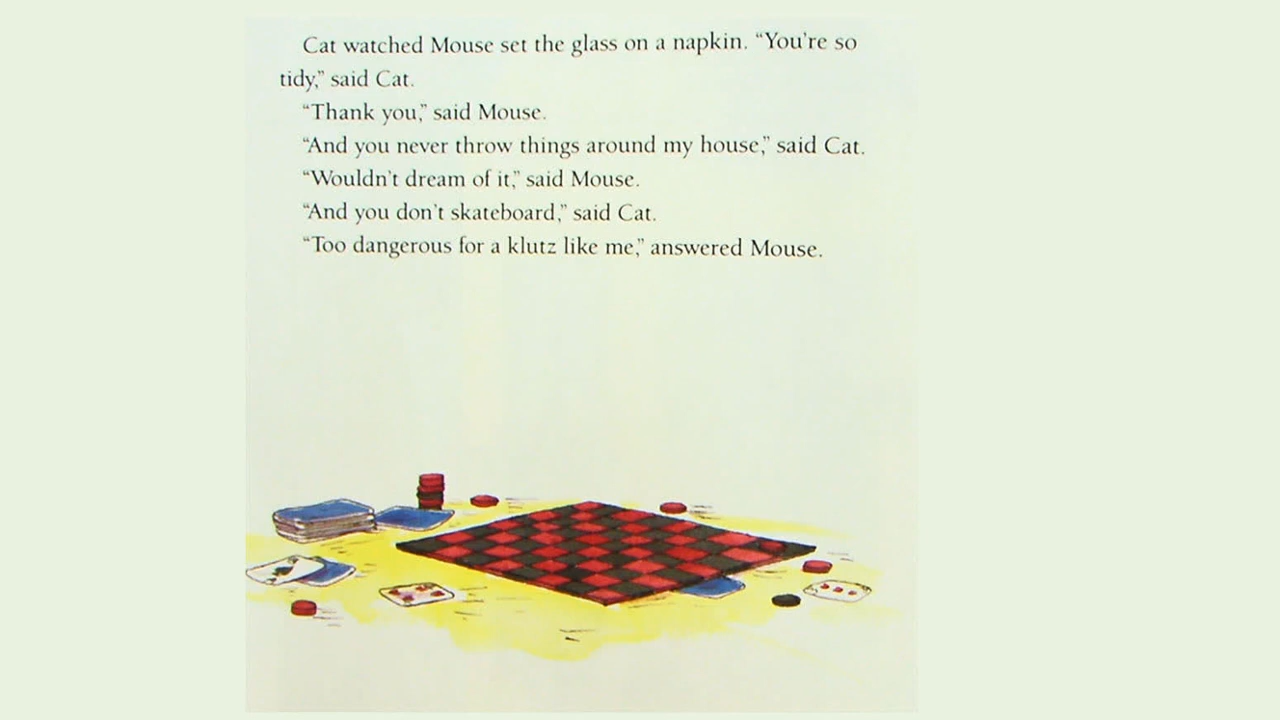 Cat watched Mouse set the glass on a napkin. “You’re so
tidy,” said Cat.
“Thank you,” said Mouse.
“And you never throw things around my house,” said Cat.
“Wouldn’t dream of it,” said Mouse.
“And you don’t skateboard,” said Cat.
“Too dangerous for a klutz like me,” answered Mouse.